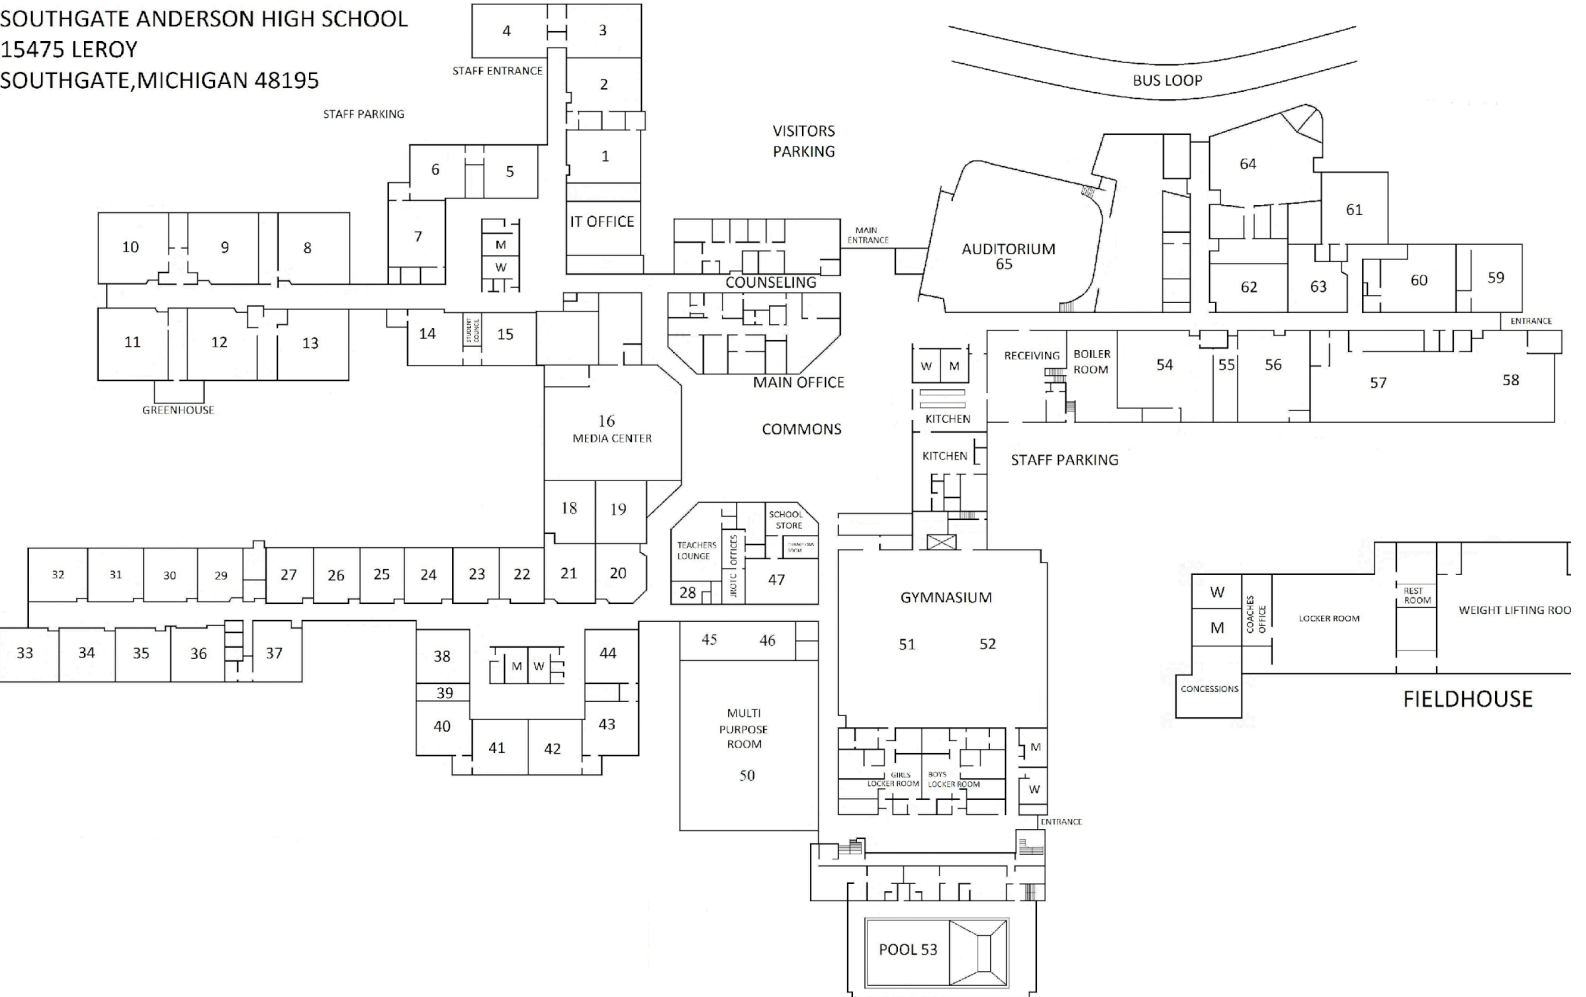 SOUTHGATE ANDERSON HIGH SCHOOL
15475 LEROY
SOUTHGATE,MICHIGAN 48195
4
3
STAFF ENTRANCE
2
STAFF PARKING
1
VISITORS
PARKING
BUS LOOP
6
5
7
M
W
IT OFFICE
10
9
8
COUNSELING
MAIN
ENTRANCE
AUDITORIUM
65
64
61
62
63
60
59
ENTRANCE
11
12
13
14
STUDENT
COUNCIL
15
GREENHOUSE
MAIN OFFICE
W
M
RECEIVING
BOILER
ROOM
54
55
56
57
58
16
MEDIA CENTER
COMMONS
KITCHEN
KITCHEN
STAFF PARKING
18
19
TEACHERS
LOUNGE
JROTC
OFFICES
SCHOOL
STORE
ROOM
47
28
32
31
30
29
27
26
25
24
23
22
21
20
33
34
35
36
37
38
39
40
41
42
43
44
M
W
45
46
MULTI
PURPOSE
ROOM
50
GYMNASIUM
51
52
GIRLS
LOCKER ROOM
BOYS
LOCKER ROOM
M
W
ENTRANCE
POOL 53
W
M
COACHES
OFFICE
LOCKER ROOM
REST
ROOM
WEIGHT LIFTING ROO
CONCESSIONS
FIELDHOUSE